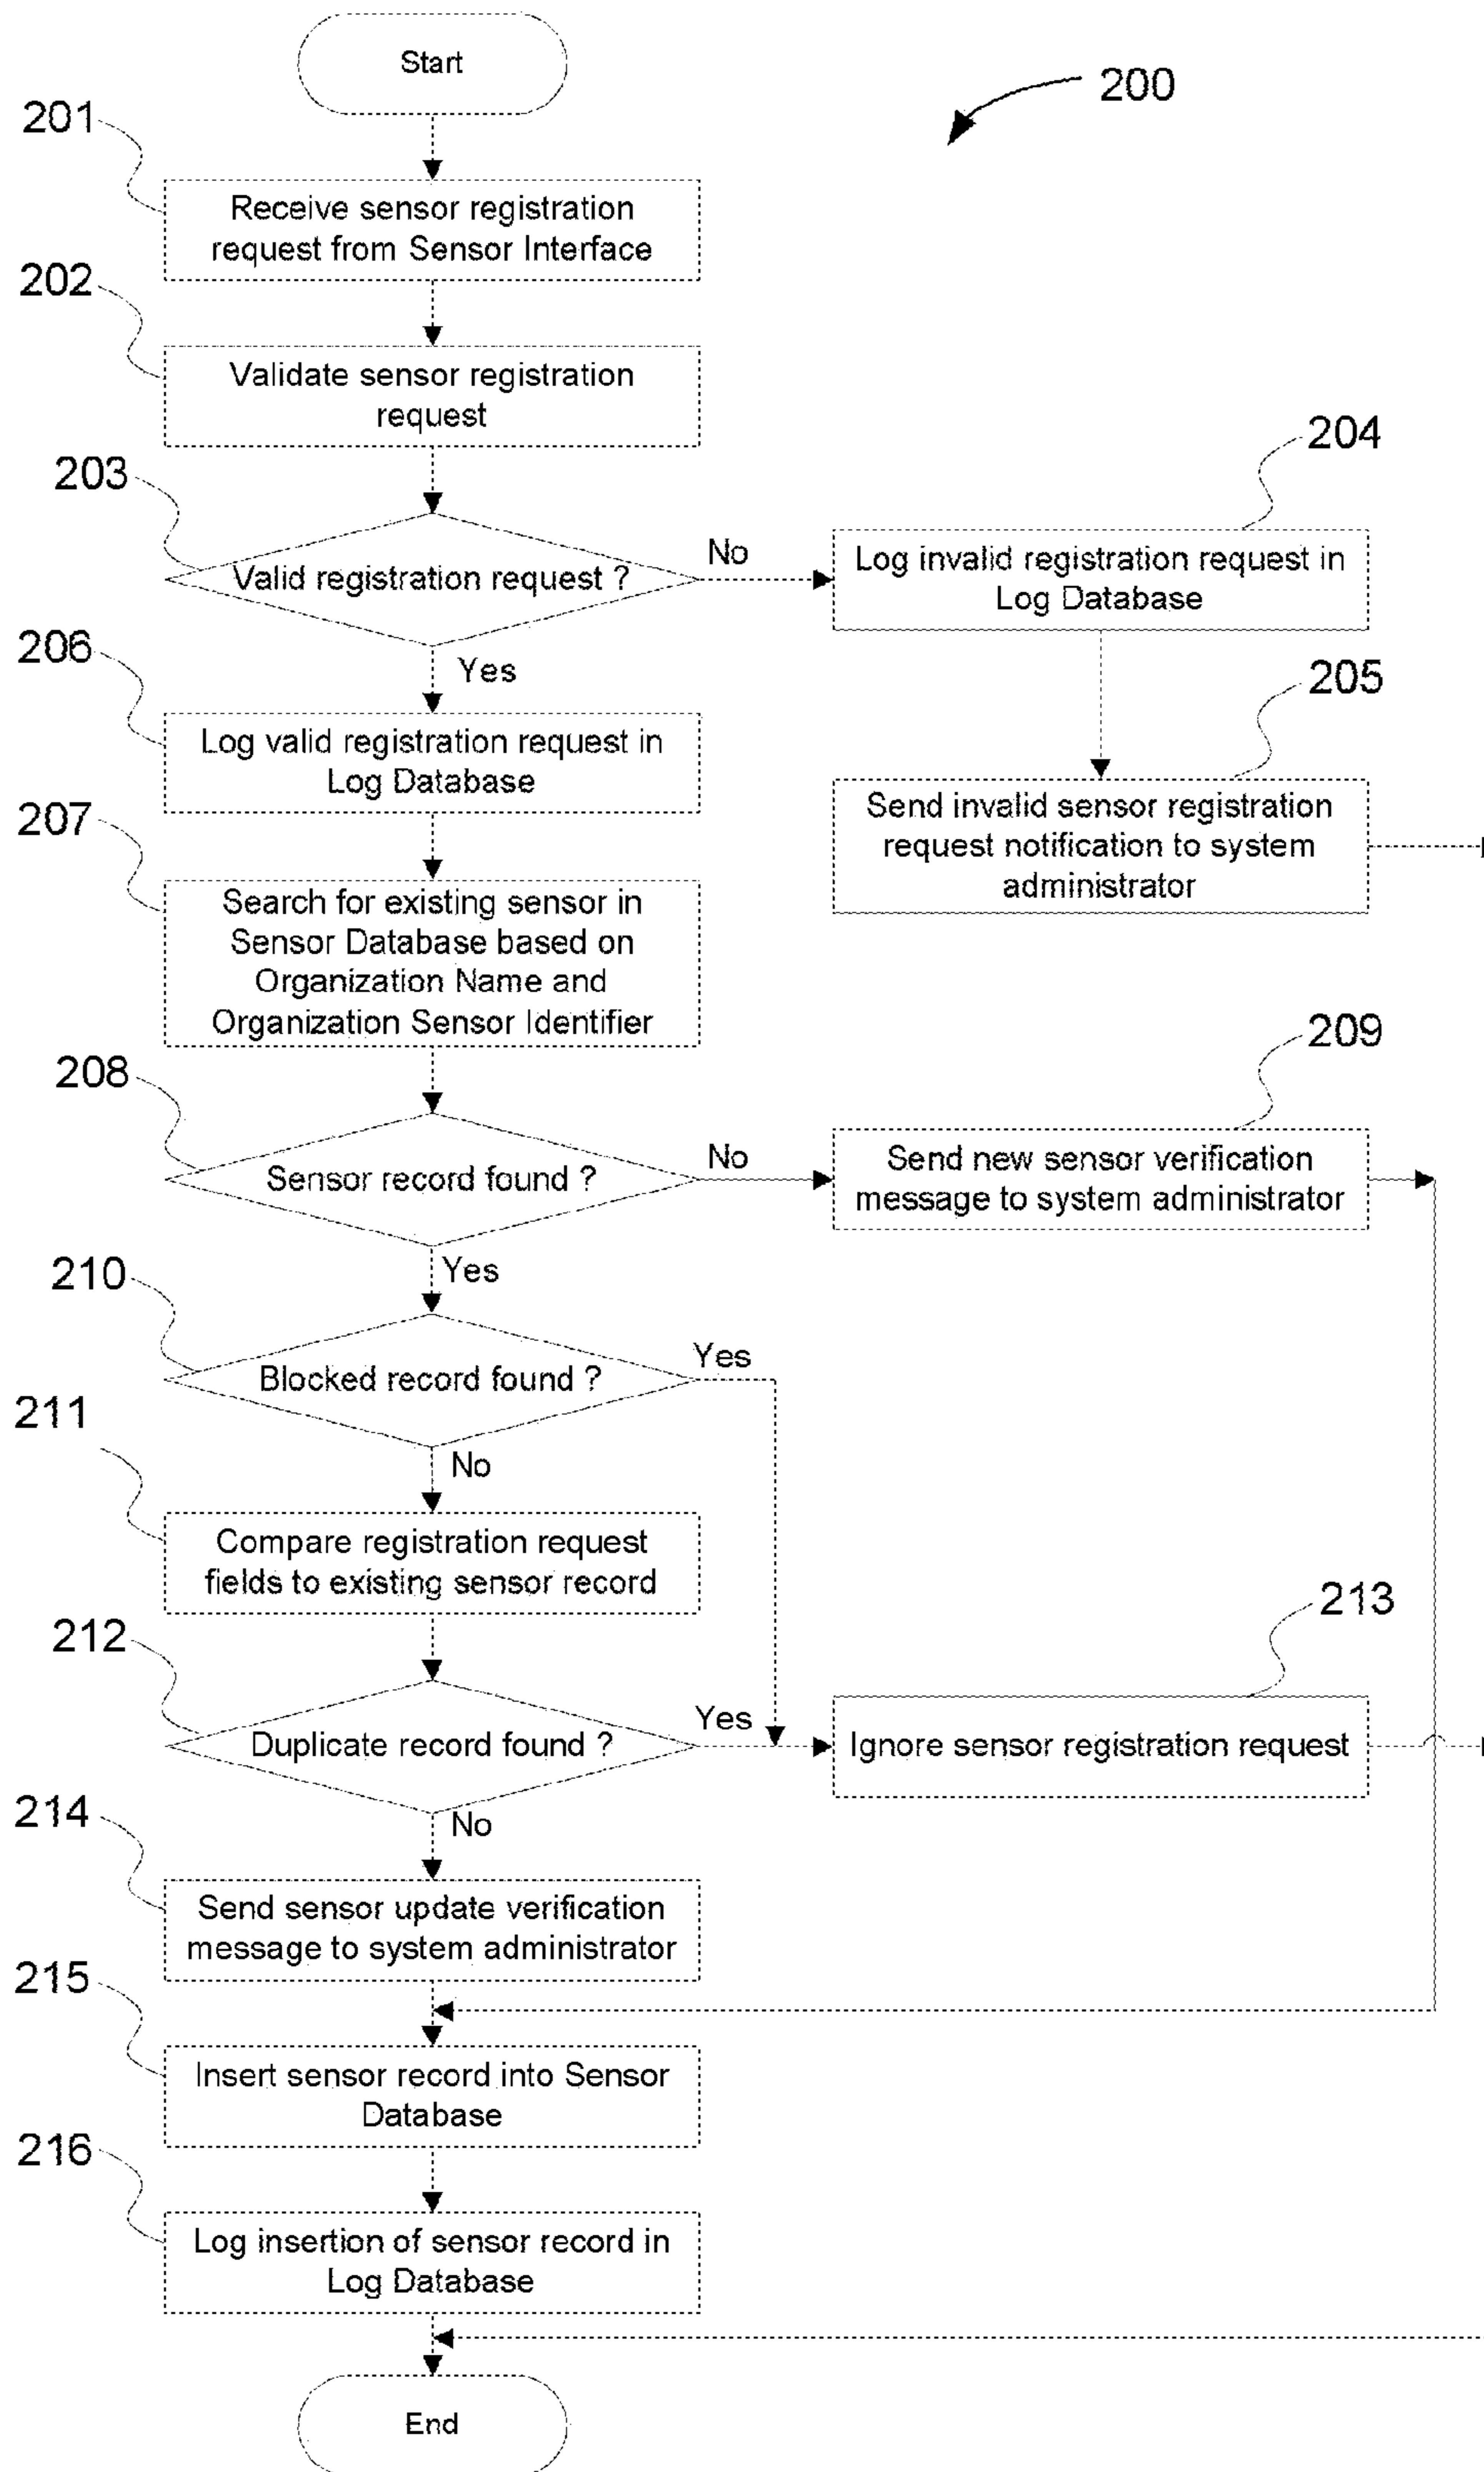 Start
200
201
Receive sensor registration
request from Sensor Interface
202
Validate sensor registration
request
203
Valid registration request ?
No
204
Log invalid registration request in
Log Database
Yes
205
Send invalid sensor registration
request notification to system
administrator
206
Log valid registration request in
Log Database
207
Search for existing sensor in
Sensor Database based on
Organization Name and
Organization Sensor Identifier
208
Sensor record found ?
No
209
Send new sensor verification
message to system administrator
Yes
210
Blocked record found ?
Yes
No
211
Compare registration request
fields to existing sensor record
212
Duplicate record found ?
Yes
213
Ignore sensor registration request
No
214
Send sensor update verification
message to system administrator
215
Insert sensor record into Sensor
Database
216
Log insertion of sensor record in
Log Database
End